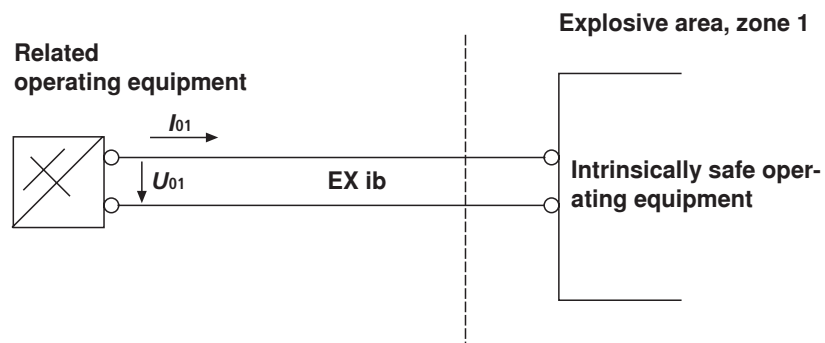 Explosive area, zone 1
Related
operating equipment
I01
U01
EX ib
Intrinsically safe oper-
ating equipment